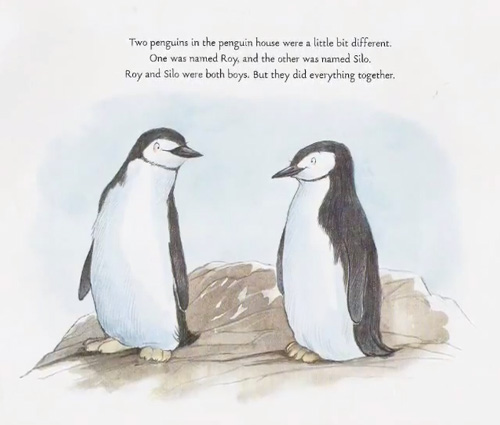 Two penguins in the penguin house were a little bit different.
One was named Roy, and the other was named Silo.
Roy and Silo were both boys. But they did everything together.